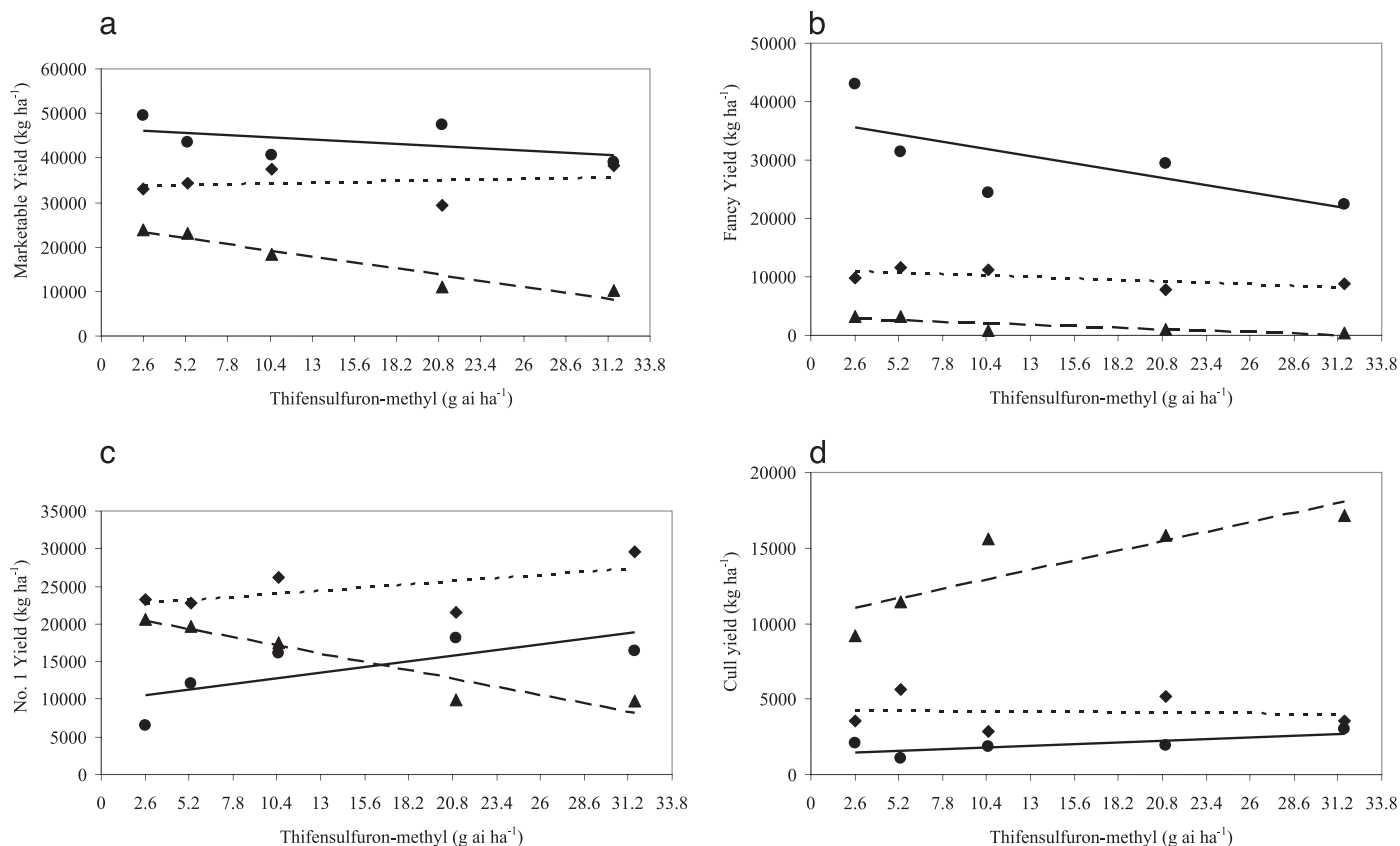 a
60000
50000
40000
30000
20000
10000
0
Marketable Yield (kg ha⁻¹)
0 2.6 5.2 7.8 10.4 13 15.6 18.2 20.8 23.4 26 28.6 31.2 33.8
Thifensulfuron-methyl (g ai ha⁻¹)
b
50000
40000
30000
20000
10000
0
Fancy Yield (kg ha⁻¹)
0 2.6 5.2 7.8 10.4 13 15.6 18.2 20.8 23.4 26 28.6 31.2 33.8
Thifensulfuron-methyl (g ai ha⁻¹)
c
35000
30000
25000
20000
15000
10000
5000
0
No. 1 Yield (kg ha⁻¹)
0 2.6 5.2 7.8 10.4 13 15.6 18.2 20.8 23.4 26 28.6 31.2 33.8
Thifensulfuron-methyl (g ai ha⁻¹)
d
20000
15000
10000
5000
0
Cull yield (kg ha⁻¹)
0 2.6 5.2 7.8 10.4 13 15.6 18.2 20.8 23.4 26 28.6 31.2 33.8
Thifensulfuron-methyl (g ai ha⁻¹)